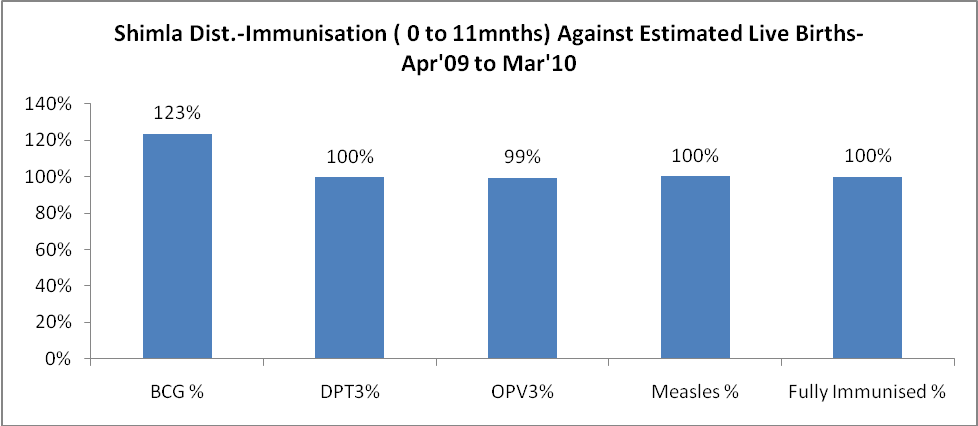 Shimla Dist.-Immunisation ( 0 to 11mnths) Against Estimated Live Births-
Apr'09 to Mar'10
140%
120%
100%
80%
60%
40%
20%
0%
123%
100%
99%
100%
100%
BCG %
DPT3%
OPV3%
Measles %
Fully Immunised %